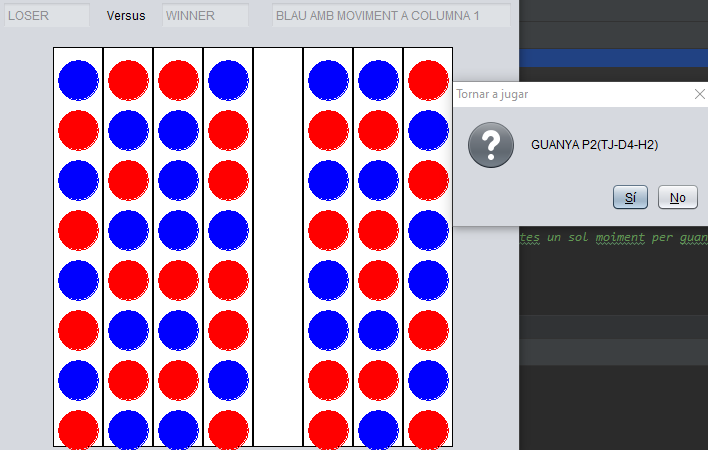 LOSER Versus WINNER BLAU AMB MOVIMENT A COLUMNA 1
Tornar a jugar
GUANYA P2(TJ-D4-H2)
Sí No
tes un sol moiment per guan